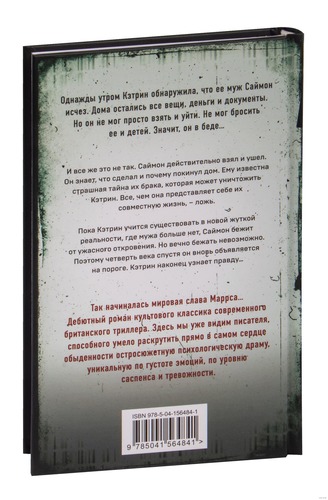 Однажды утром Кэтрин обнаружила, что ее муж Саймон
исчез. Дома остались все вещи, деньги и документы.
Но он не мог просто взять и уйти. Не мог бросить
ее и детей. Значит, он в беде...
И все же это не так. Саймон действительно взял и ушел.
Он знает, что сделал и почему покинул дом. Ему известна
страшная тайна их брака, которая может уничтожить
Кэтрин. Все, чем она представляет себе их
совместную жизнь, – ложь.
Пока Кэтрин учится существовать в новой жуткой
реальности, где мужа больше нет, Саймон бежит
от ужасного откровения. Но вечно бежать невозможно.
Поэтому четверть века спустя он вновь объявляется
на пороге. Кэтрин наконец узнает правду...
Так начиналась мировая слава Маррса...
Дебютный роман культового классика современного
британского триллера. Здесь мы уже видим писателя,
способного умело раскрутить прямо в самом сердце
обыденности остросюжетную психологическую драму,
уникальную по густоте эмоций, по уровню
саспенса и тревожности.
ISBN 978-5-04-156484-1
9 785041 564841 >